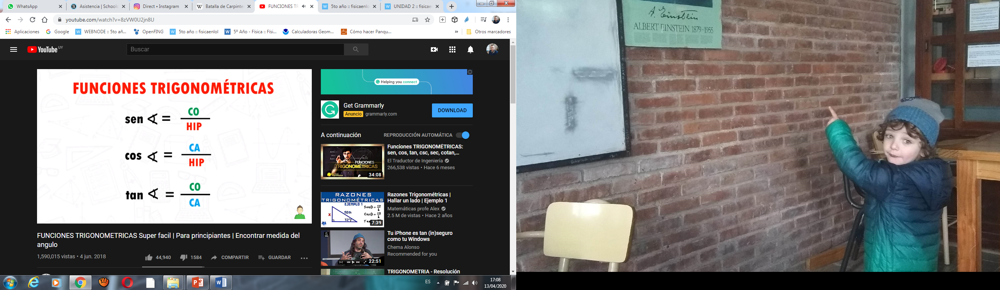 WhatsApp
Asistencia | Schoolo
Direct • Instagram
Batalla de Carpinte
FUNCIONES TR
5to año :: fisicaenlo
UNIDAD 2 :: fisicaen
youtube.com/watch?v=8zVW0U2jn8U
Aplicaciones
Google
WEBNODE :: 5to añ...
OpenFING
5to año :: fisicaenlol
5º Año - Física :: Físi...
Calculadoras Geom...
Cómo hacer Panqu...
»
Otros marcadores
YouTube UY
Buscar
FUNCIONES TRIGONOMÉTRICAS
sen ∢ = CO
HIP
cos ∢ = CA
HIP
tan ∢ = CO
CA
FUNCIONES TRIGONOMETRICAS Super facil | Para principiantes | Encontrar medida del
angulo
1,590,015 vistas • 4 jun. 2018
44,940
1584
COMPARTIR
GUARDAR
Helping you connect
Get Grammarly
Anuncio grammarly.com
DOWNLOAD
A continuación
REPRODUCCIÓN AUTOMÁTICA
FUNCIONES
TRIGONOMÉTRICAS
34:08
Funciones TRIGONOMÉTRICAS:
sen, cos, tan, csc, sec, cotan,...
El Traductor de Ingeniería
266,538 vistas • Hace 6 meses
RAZONES
TRIGONOMÉTRICAS
EJEMPLO 1
x
10m
32°
Senθ = co/h
Cosθ = ca/h
7:39
Razones Trigonométricas |
Hallar un lado | Ejemplo 1
Matemáticas profe Alex
2.5 M de vistas • Hace 2 años
22:51
Tu iPhone es tan (in)seguro
como tu Windows
Chema Alonso
Recommended for you
TRIGONOMETRIA - Resolución
ES
17:08
13/04/2020
A. Einstein
ALBERT EINSTEIN 1879-1955